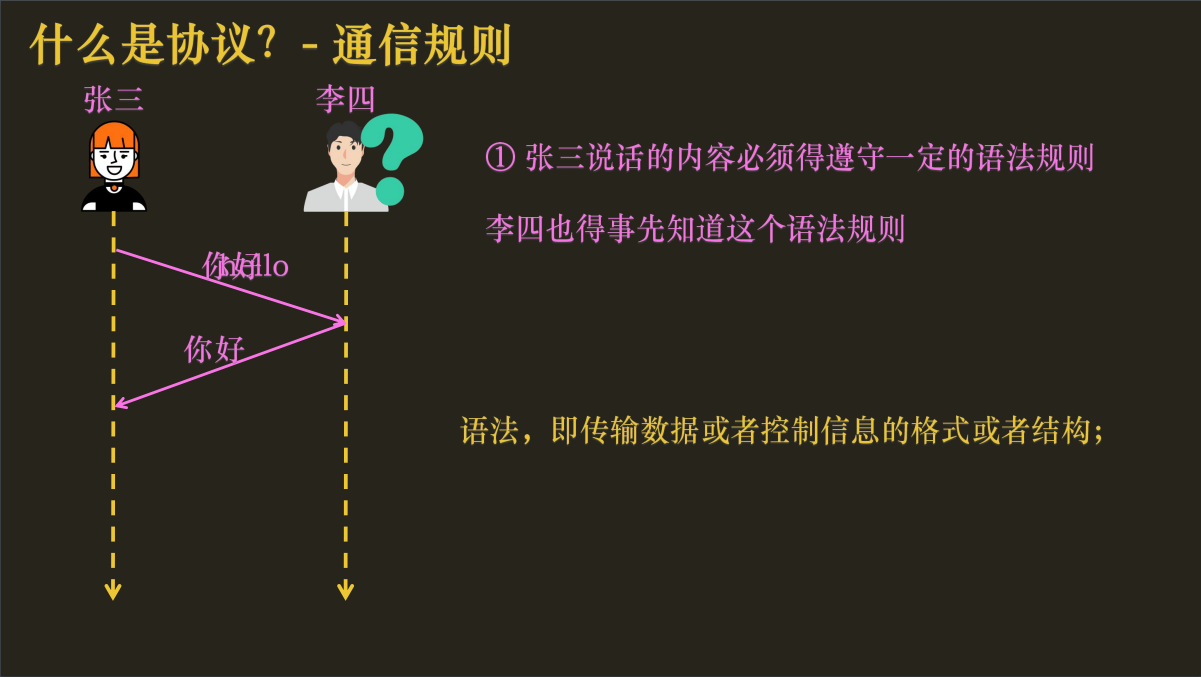 什么是协议？- 通信规则
张三
李四
① 张三说话的内容必须得遵守一定的语法规则
李四也得事先知道这个语法规则
你好
hello
你好
语法，即传输数据或者控制信息的格式或者结构；